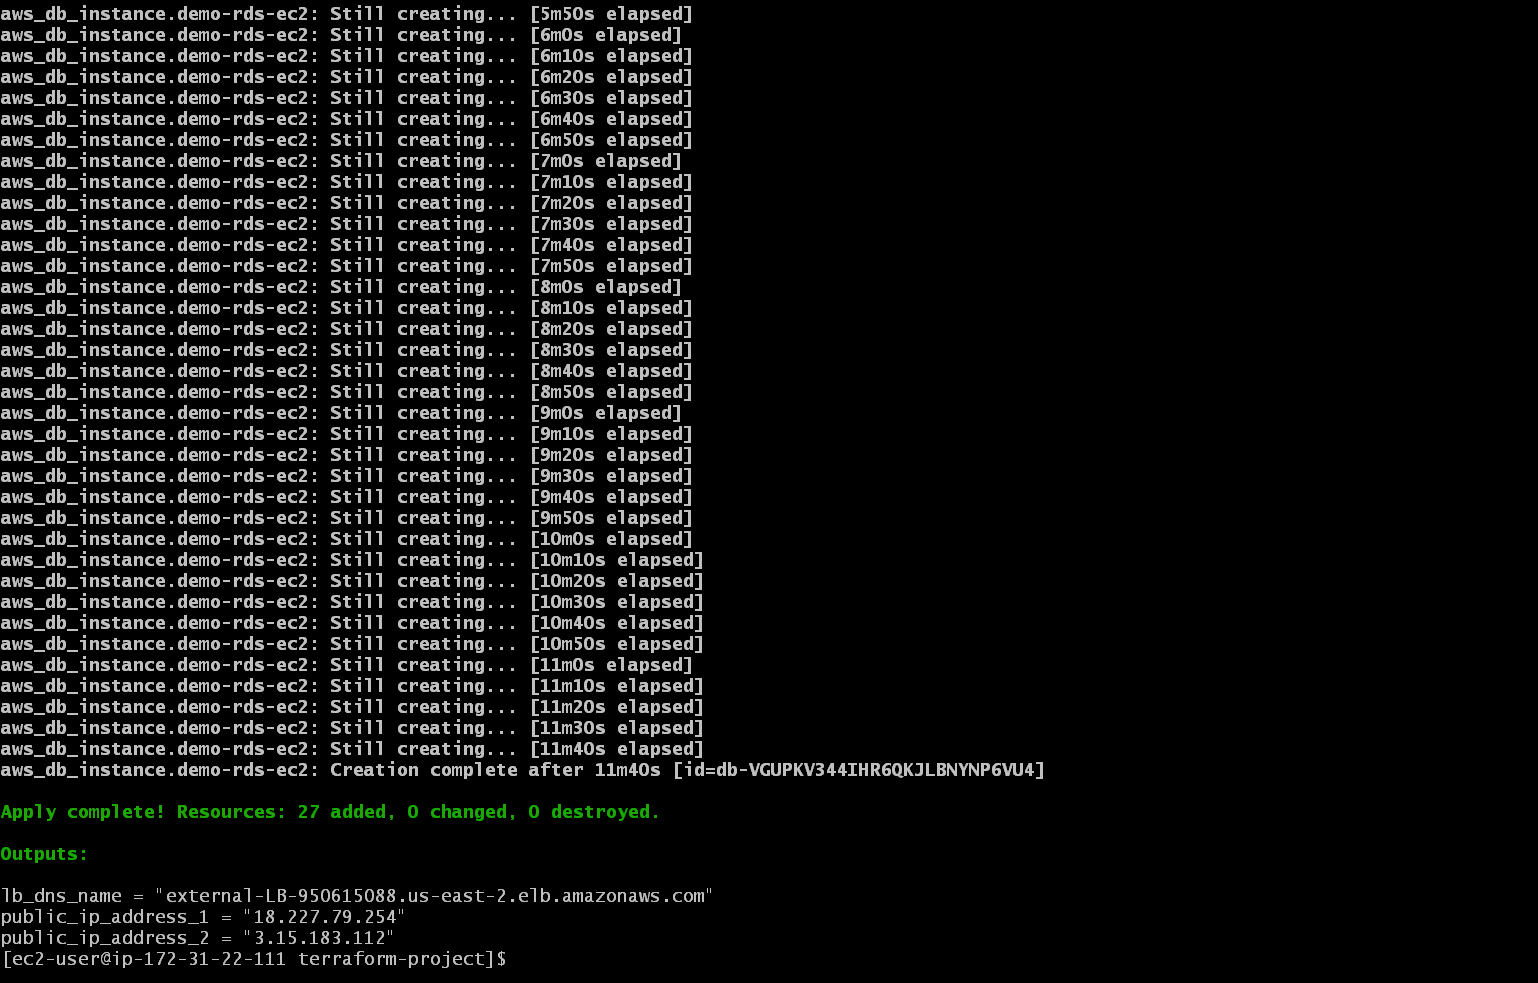 aws_db_instance.demo-rds-ec2: Still creating... [5m50s elapsed]
aws_db_instance.demo-rds-ec2: Still creating... [6m0s elapsed]
aws_db_instance.demo-rds-ec2: Still creating... [6m10s elapsed]
aws_db_instance.demo-rds-ec2: Still creating... [6m20s elapsed]
aws_db_instance.demo-rds-ec2: Still creating... [6m30s elapsed]
aws_db_instance.demo-rds-ec2: Still creating... [6m40s elapsed]
aws_db_instance.demo-rds-ec2: Still creating... [6m50s elapsed]
aws_db_instance.demo-rds-ec2: Still creating... [7m0s elapsed]
aws_db_instance.demo-rds-ec2: Still creating... [7m10s elapsed]
aws_db_instance.demo-rds-ec2: Still creating... [7m20s elapsed]
aws_db_instance.demo-rds-ec2: Still creating... [7m30s elapsed]
aws_db_instance.demo-rds-ec2: Still creating... [7m40s elapsed]
aws_db_instance.demo-rds-ec2: Still creating... [7m50s elapsed]
aws_db_instance.demo-rds-ec2: Still creating... [8m0s elapsed]
aws_db_instance.demo-rds-ec2: Still creating... [8m10s elapsed]
aws_db_instance.demo-rds-ec2: Still creating... [8m20s elapsed]
aws_db_instance.demo-rds-ec2: Still creating... [8m30s elapsed]
aws_db_instance.demo-rds-ec2: Still creating... [8m40s elapsed]
aws_db_instance.demo-rds-ec2: Still creating... [8m50s elapsed]
aws_db_instance.demo-rds-ec2: Still creating... [9m0s elapsed]
aws_db_instance.demo-rds-ec2: Still creating... [9m10s elapsed]
aws_db_instance.demo-rds-ec2: Still creating... [9m20s elapsed]
aws_db_instance.demo-rds-ec2: Still creating... [9m30s elapsed]
aws_db_instance.demo-rds-ec2: Still creating... [9m40s elapsed]
aws_db_instance.demo-rds-ec2: Still creating... [9m50s elapsed]
aws_db_instance.demo-rds-ec2: Still creating... [10m0s elapsed]
aws_db_instance.demo-rds-ec2: Still creating... [10m10s elapsed]
aws_db_instance.demo-rds-ec2: Still creating... [10m20s elapsed]
aws_db_instance.demo-rds-ec2: Still creating... [10m30s elapsed]
aws_db_instance.demo-rds-ec2: Still creating... [10m40s elapsed]
aws_db_instance.demo-rds-ec2: Still creating... [10m50s elapsed]
aws_db_instance.demo-rds-ec2: Still creating... [11m0s elapsed]
aws_db_instance.demo-rds-ec2: Still creating... [11m10s elapsed]
aws_db_instance.demo-rds-ec2: Still creating... [11m20s elapsed]
aws_db_instance.demo-rds-ec2: Still creating... [11m30s elapsed]
aws_db_instance.demo-rds-ec2: Still creating... [11m40s elapsed]
aws_db_instance.demo-rds-ec2: Creation complete after 11m40s [id=db-VGUPKV344IHR6QKJLBNYNP6VU4]
Apply complete! Resources: 27 added, 0 changed, 0 destroyed.
Outputs:
lb_dns_name = "external-LB-950615088.us-east-2.elb.amazonaws.com"
public_ip_address_1 = "18.227.79.254"
public_ip_address_2 = "3.15.183.112"
[ec2-user@ip-172-31-22-111 terraform-project]$